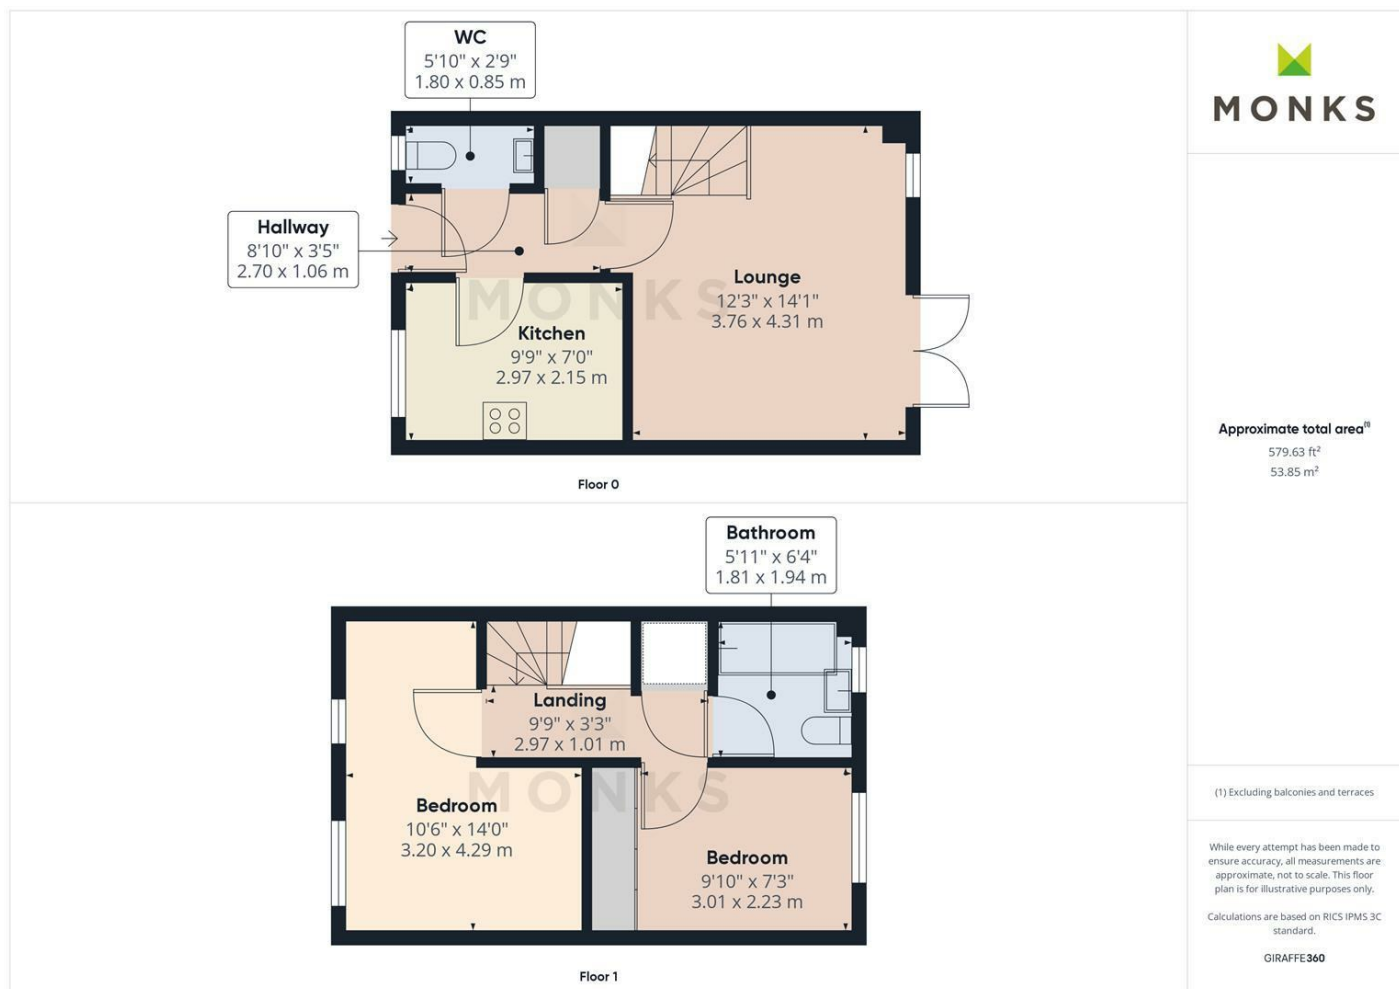 WC
5'10" x 2'9"
1.80 x 0.85 m
Hallway
8'10" x 3'5"
2.70 x 1.06 m
Lounge
12'3" x 14'1"
3.76 x 4.31 m
MONKS
Kitchen
9'9" x 7'0"
2.97 x 2.15 m
Floor 0
Bathroom
5'11" x 6'4"
1.81 x 1.94 m
Landing
9'9" x 3'3"
2.97 x 1.01 m
MONKS
Bedroom
10'6" x 14'0"
3.20 x 4.29 m
Bedroom
9'10" x 7'3"
3.01 x 2.23 m
Floor 1
MONKS
Approximate total area(1)
579.63 ft²
53.85 m²
(1) Excluding balconies and terraces
While every attempt has been made to
ensure accuracy, all measurements are
approximate, not to scale. This floor
plan is for illustrative purposes only.
Calculations are based on RICS IPMS 3C
standard.
GIRAFFE360